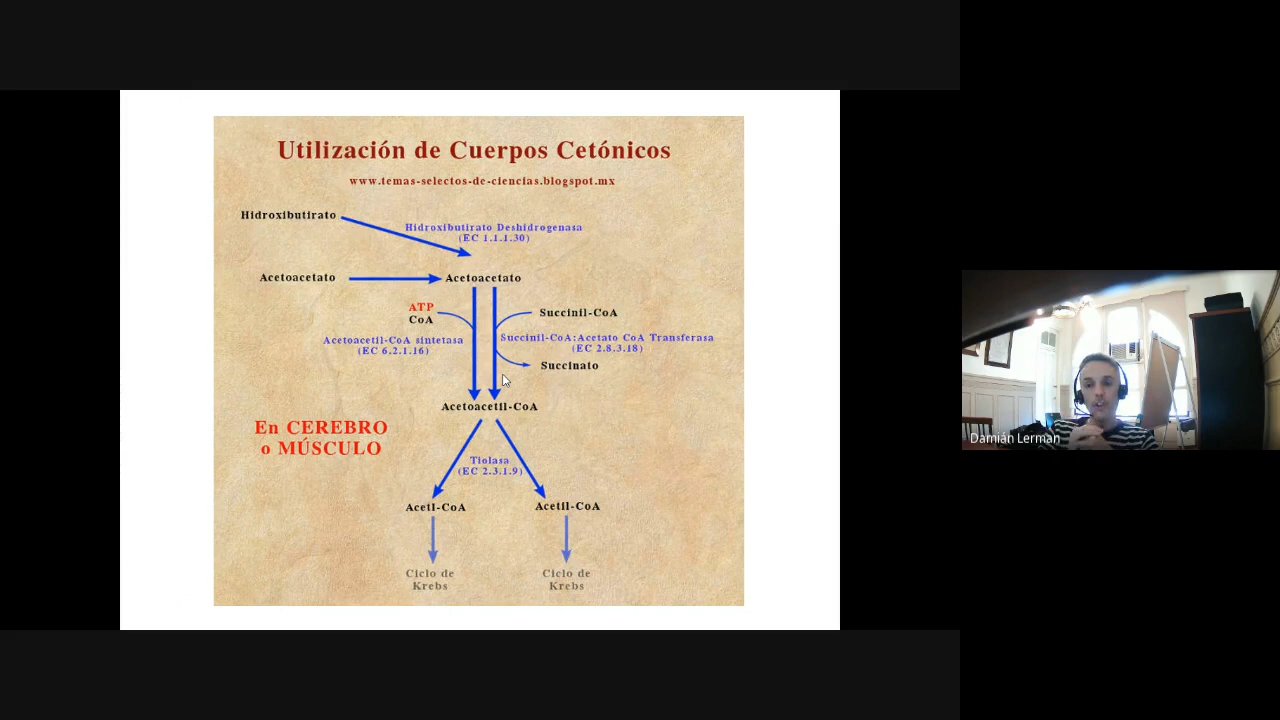 Utilización de Cuerpos Cetónicos
www.temas-selectos-de-ciencias.blogspot.mx
Hidroxibutirato
Hidroxibutirato Deshidrogenasa
(EC 1.1.1.30)
Acetoacetato
Acetoacetato
ATP
CoA
Succinil-CoA
Acetoacetil-CoA sintetasa
(EC 6.2.1.16)
Succinil-CoA:Acetato CoA Transferasa
(EC 2.8.3.18)
Succinato
Acetoacetil-CoA
En CEREBRO
o MÚSCULO
Tiolasa
(EC 2.3.1.9)
Acetl-CoA
Acetil-CoA
Ciclo de
Krebs
Ciclo de
Krebs
Damián Lerman